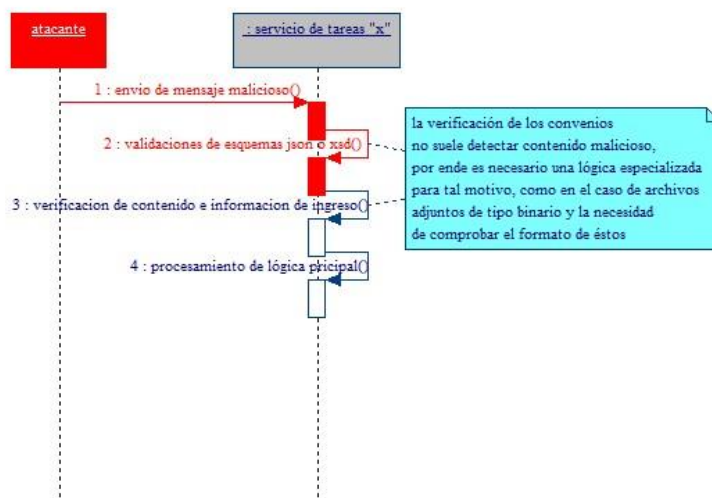 atacante
: servicio de tareas "x"
1 : envio de mensaje malicioso()
2 : validaciones de esquemas json o xsd()
3 : verificacion de contenido e informacion de ingreso()
4 : procesamiento de lógica pricipal()
la verificación de los convenios
no suele detectar contenido malicioso,
por ende es necesario una lógica especializada
para tal motivo, como en el caso de archivos
adjuntos de tipo binario y la necesidad
de comprobar el formato de éstos